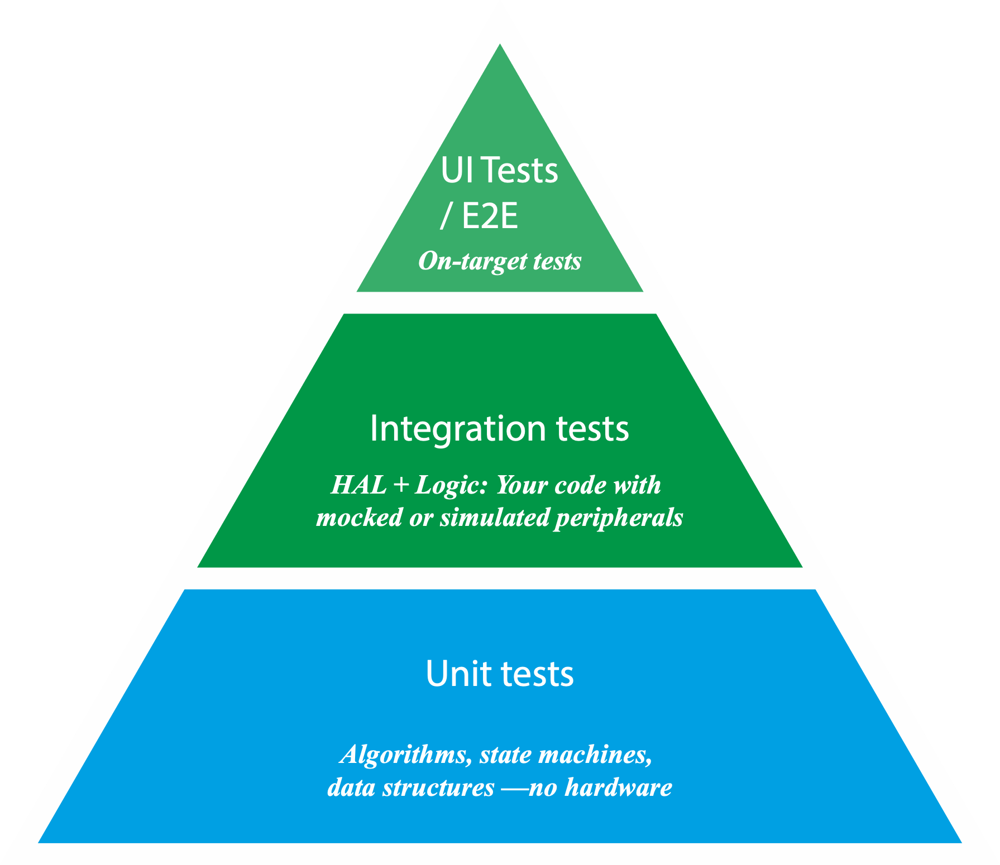 UI Tests
/ E2E
On-target tests
Integration tests
HAL + Logic: Your code with
mocked or simulated peripherals
Unit tests
Algorithms, state machines,
data structures —no hardware